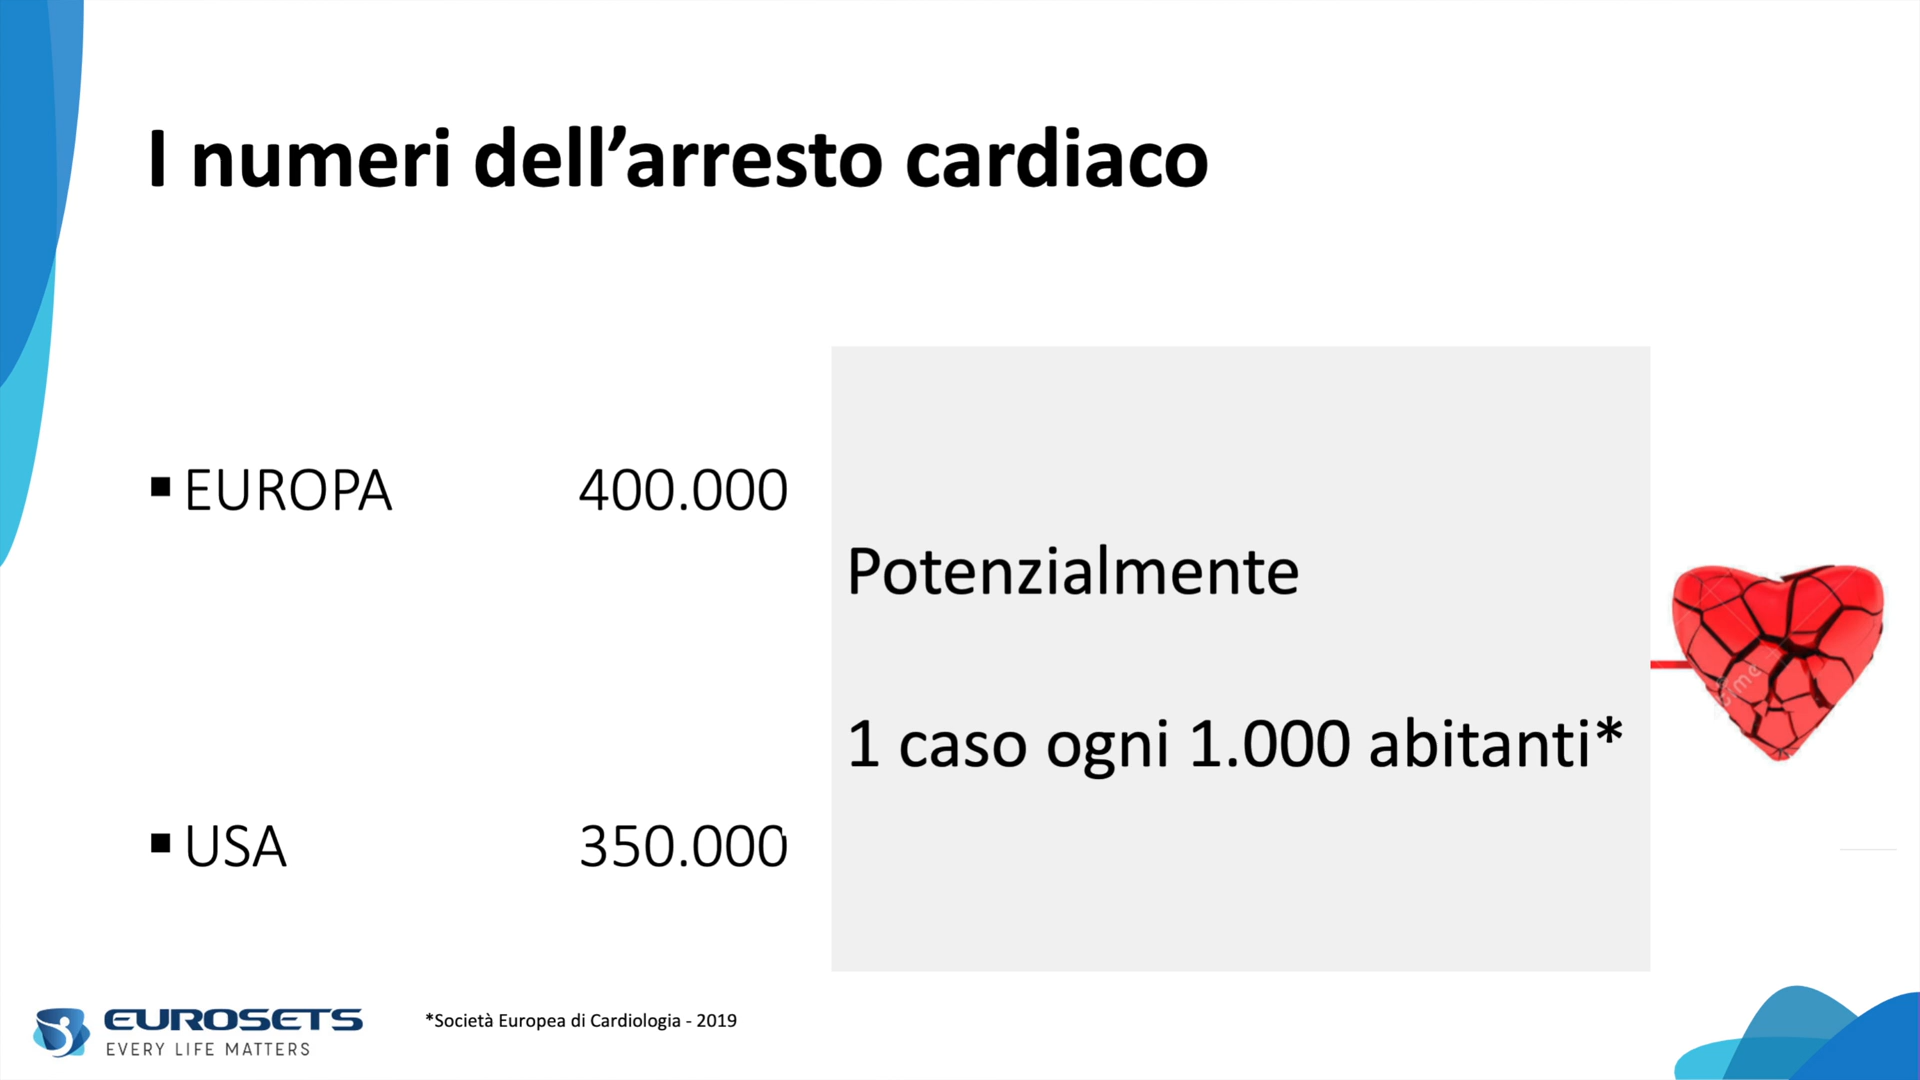 I numeri dell’arresto cardiaco
▪ EUROPA 400.000
Potenzialmente
1 caso ogni 1.000 abitanti*
▪ USA 350.000
EUROSETS
EVERY LIFE MATTERS
*Società Europea di Cardiologia - 2019